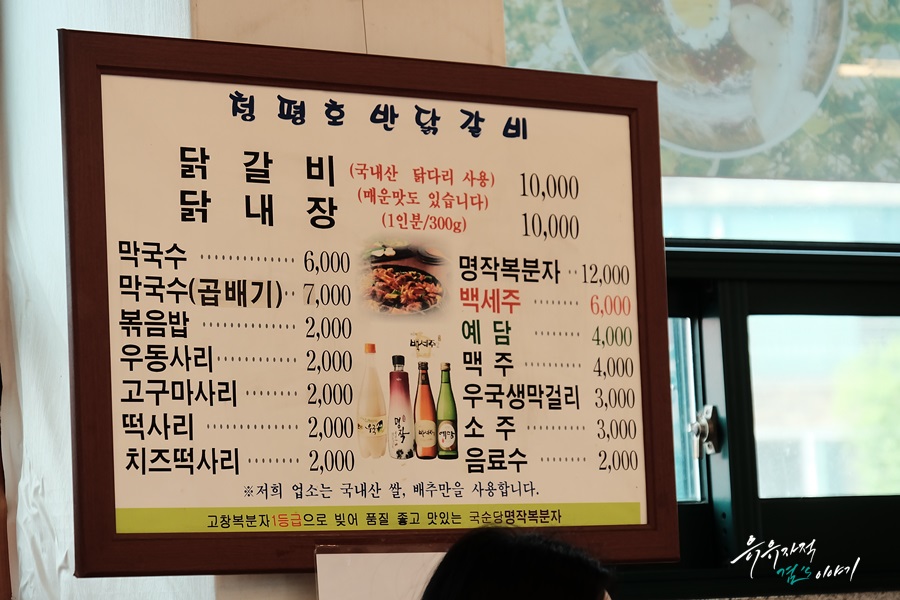 청평호반닭갈비
닭 갈 비 (국내산 닭다리 사용) 10,000
(매운맛도 있습니다)
닭 내 장 (1인분/300g) 10,000
막국수 6,000
막국수(곱배기) 7,000
볶음밥 2,000
우동사리 2,000
고구마사리 2,000
떡사리 2,000
치즈떡사리 2,000
명작복분자 12,000
백세주 6,000
예 담 4,000
맥 주 4,000
우국생막걸리 3,000
소 주 3,000
음료수 2,000
※저희 업소는 국내산 쌀, 배추만을 사용합니다.
고창복분자1등급으로 빚어 품질 좋고 맛있는 국순당명작복분자
유유자적
겸's 이야기